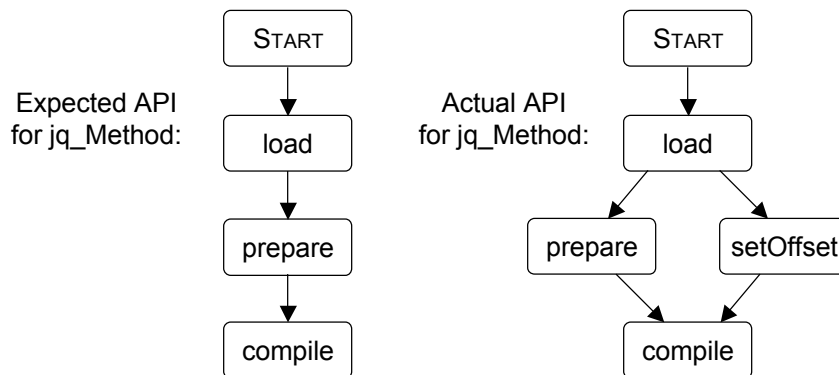 Expected API
for jq_Method:
START
load
prepare
compile
Actual API
for jq_Method:
START
load
prepare
setOffset
compile